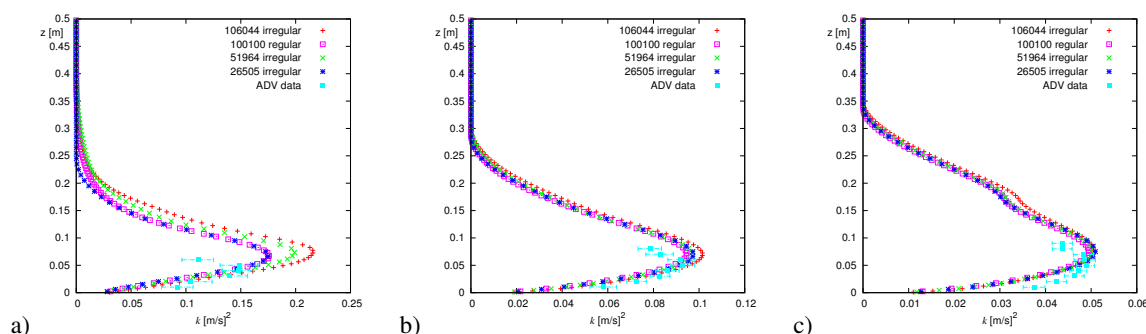 0.5
z [m]
0.45
0.4
0.35
0.3
0.25
0.2
0.15
0.1
0.05
0
0 0.05 0.1 0.15 0.2 0.25
k [m/s]²
106044 irregular
100100 regular
51964 irregular
26505 irregular
ADV data
a)
0.5
z [m]
0.45
0.4
0.35
0.3
0.25
0.2
0.15
0.1
0.05
0
0 0.02 0.04 0.06 0.08 0.1 0.12
k [m/s]²
106044 irregular
100100 regular
51964 irregular
26505 irregular
ADV data
b)
0.5
z [m]
0.45
0.4
0.35
0.3
0.25
0.2
0.15
0.1
0.05
0
0 0.01 0.02 0.03 0.04 0.05 0.06
k [m/s]²
106044 irregular
100100 regular
51964 irregular
26505 irregular
ADV data
c)